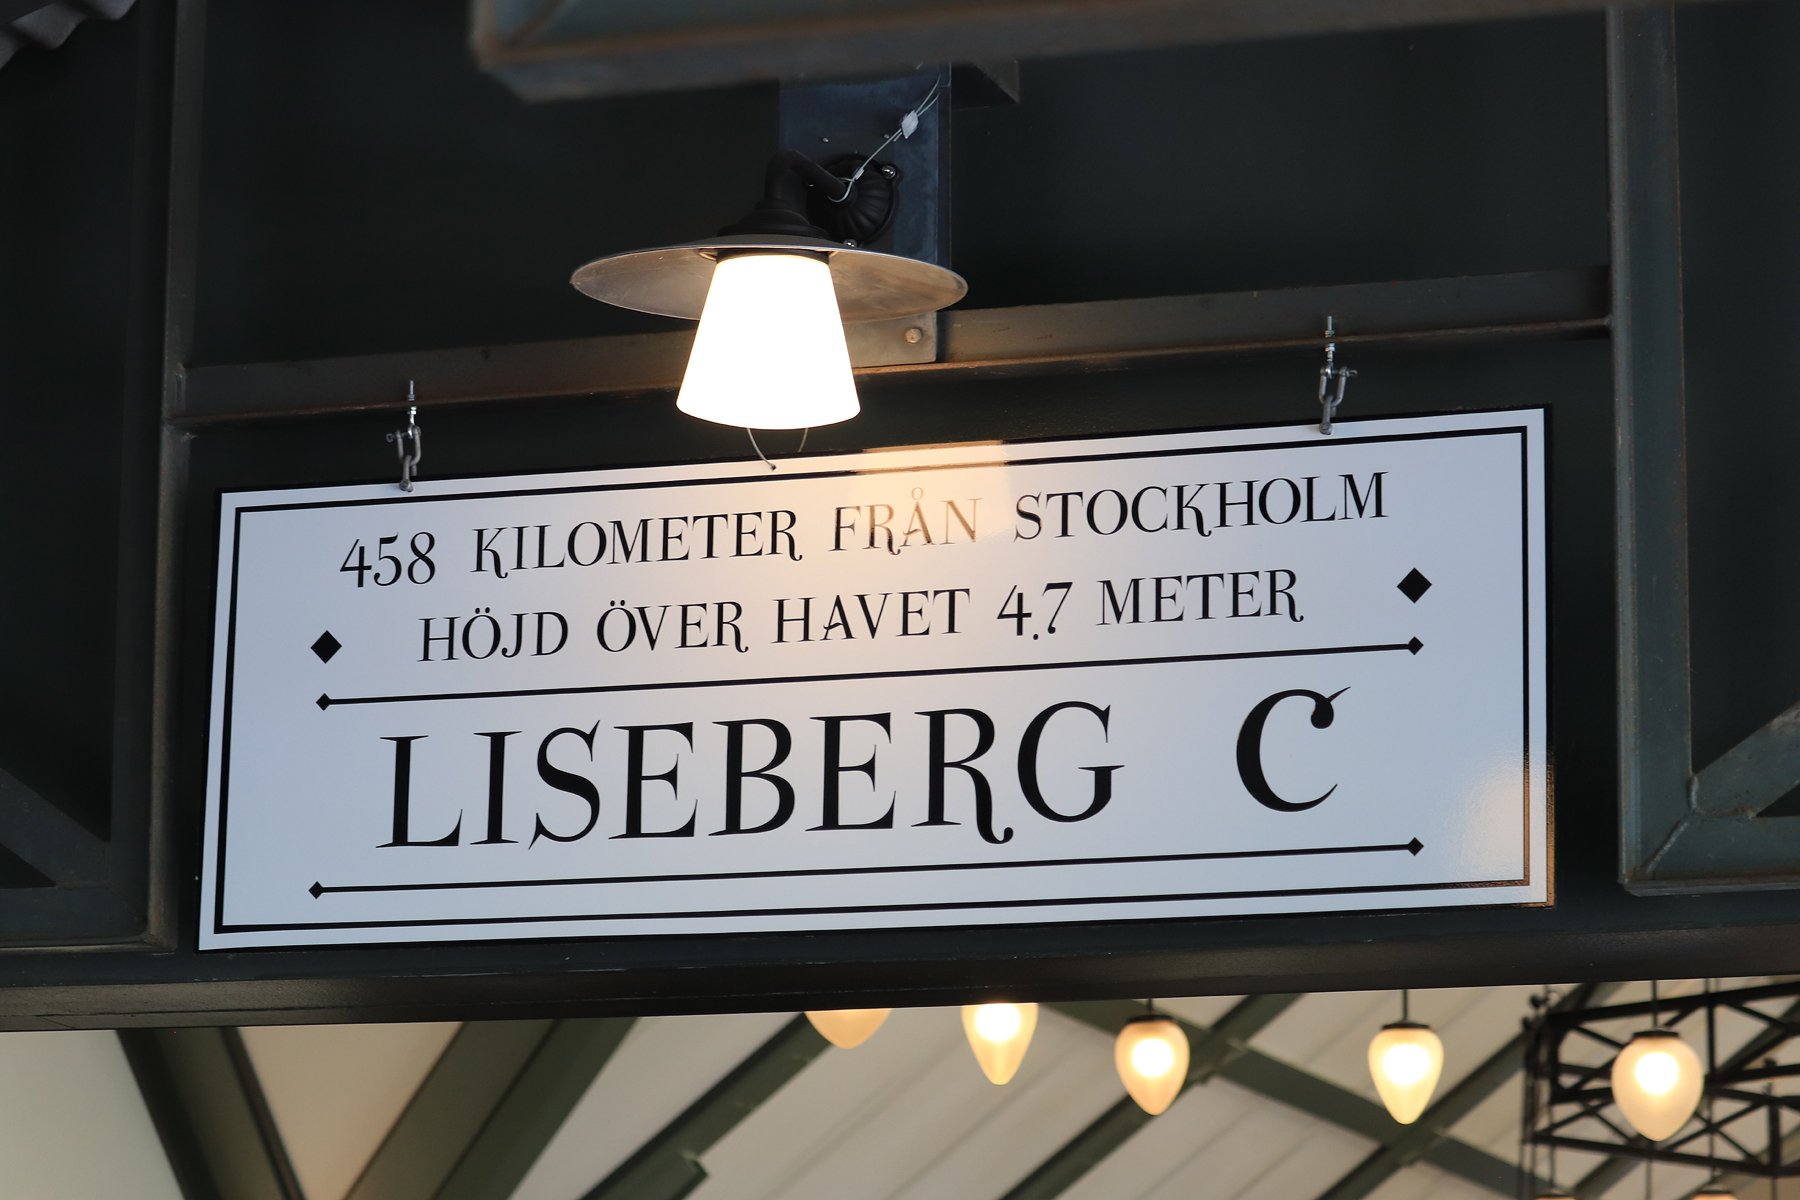 458 KILOMETER FRÅN STOCKHOLM
HÖJD ÖVER HAVET 4.7 METER
LISEBERG C